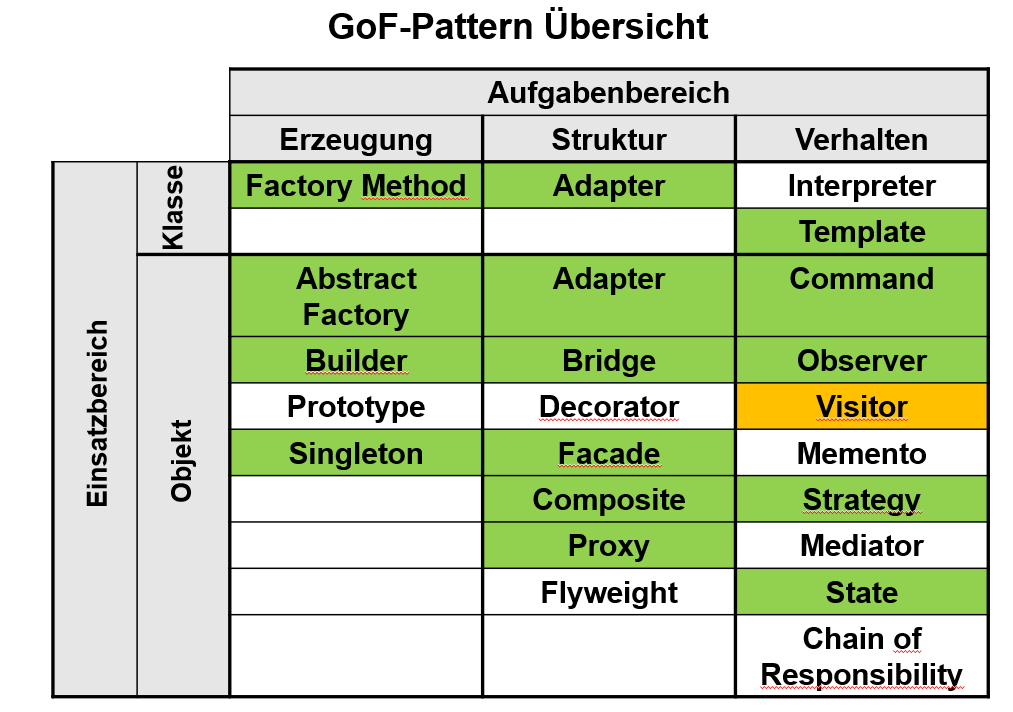 GoF-Pattern Übersicht
Aufgabenbereich
Erzeugung Struktur Verhalten
Einsatzbereich
Klasse
Factory Method Adapter Interpreter
Template
Objekt
Abstract Factory Adapter Command
Builder Bridge Observer
Prototype Decorator Visitor
Singleton Facade Memento
Composite Strategy
Proxy Mediator
Flyweight State
Chain of
Responsibility